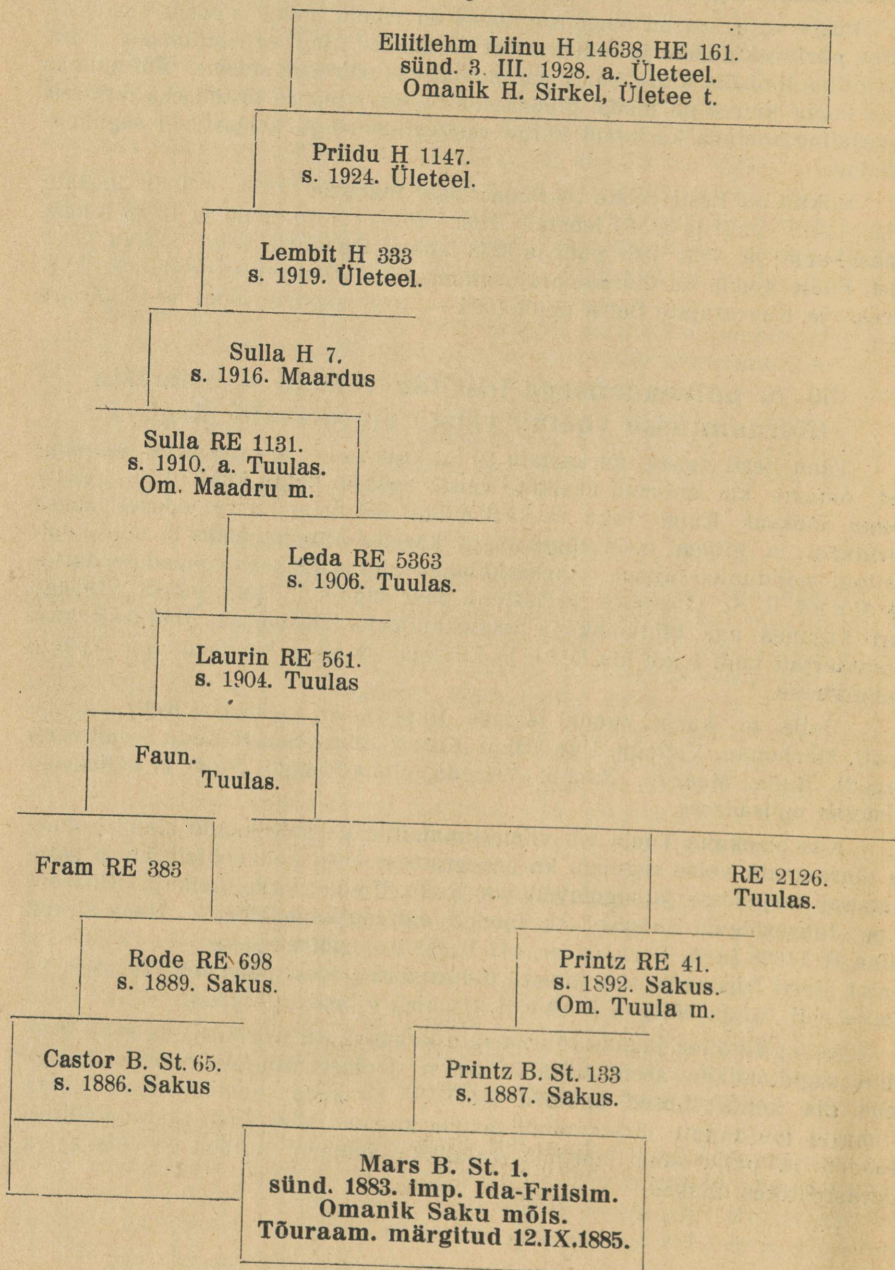 Eliitlehm Liinu H 14638 HE 161.
sünd. 3. III. 1928. a. Ületeel.
Omanik H. Sirkel,Ületee t.
Priidu H 1147.
s. 1924. Ületeel.
Lembit H 333
s. 1919. Ületeel.
Sulla H 7.
s. 1916. Maardus
Sulla RE 1131.
s. 1910. a. Tuulas.
Om. Maadru m.
Leda RE 5363
s. 1906. Tuulas.
Laurin RE 561.
s. 1904. Tuulas
Faun.
Tuulas.
Fram RE 383
RE 2126.
Tuulas.
Rode RE 698
s. 1889. Sakus.
Printz RE 41.
s. 1892. Sakus.
Om. Tuula m.
Castor B. St. 65.
s. 1886. Sakus
Printz B. St. 133
s. 1887. Sakus.
Mars B. St. 1.
sünd. 1883. imp. Ida-Friisim.
Omanik Saku mõis.
Tõuraam. märgitud 12.IX.1885.